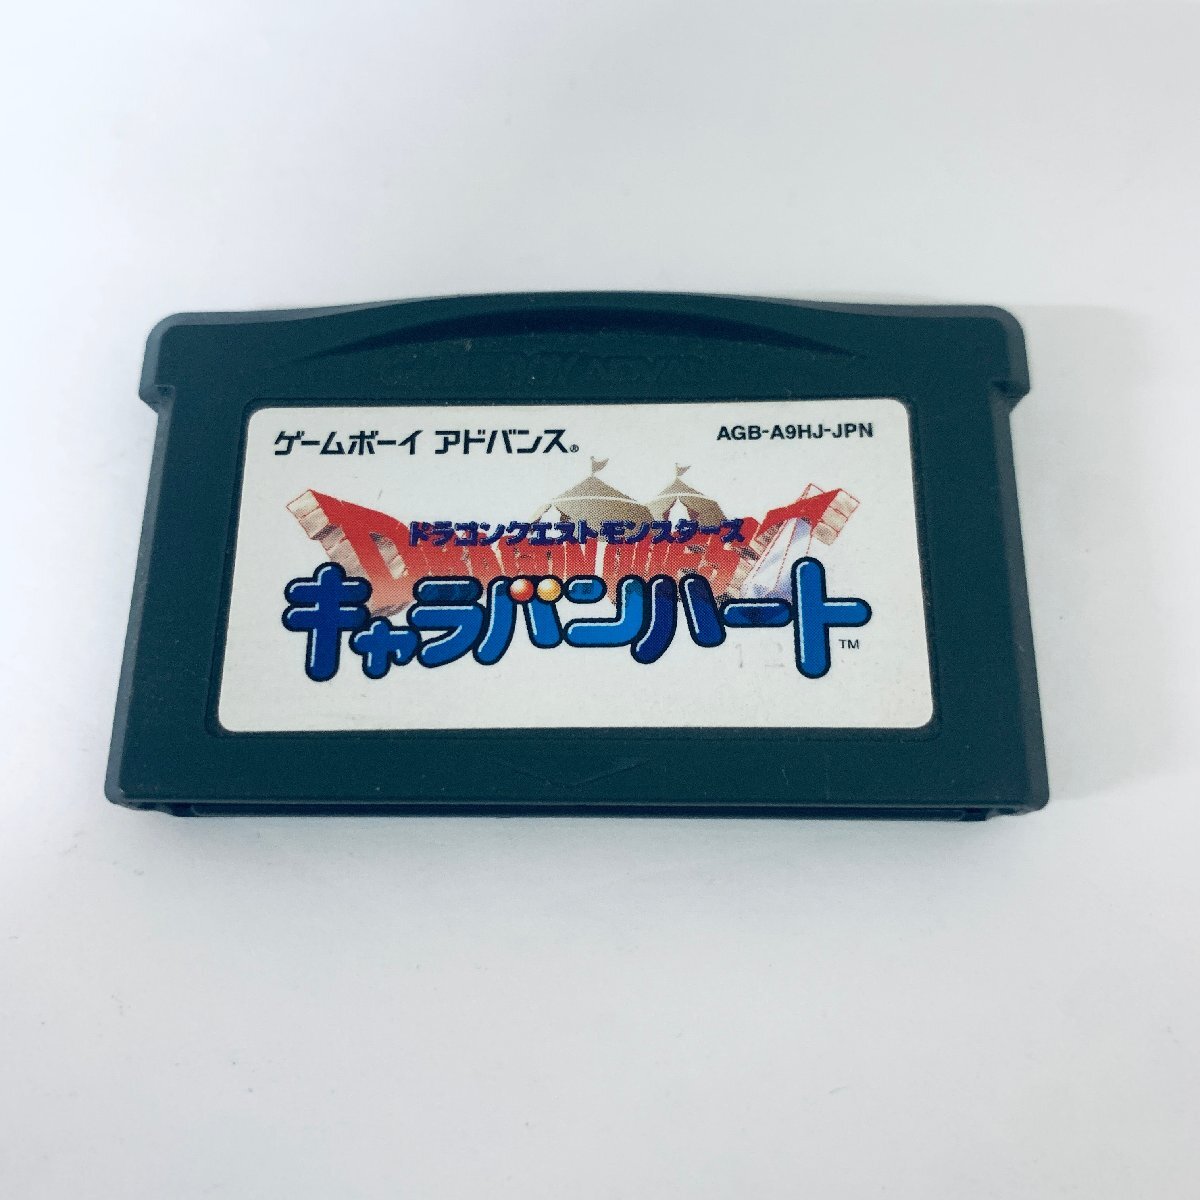 ゲームボーイ アドバンス®
AGB-A9HJ-JPN
DRAGON QUEST
ドラゴンクエストモンスターズ
キャラバンハート
TM